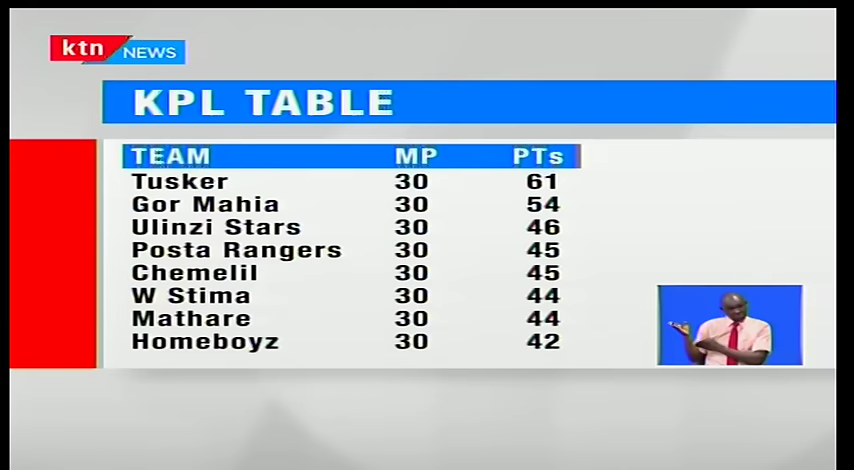 ktn NEWS
KPL TABLE
TEAM MP PTs
Tusker 30 61
Gor Mahia 30 54
Ulinzi Stars 30 46
Posta Rangers 30 45
Chemelil 30 45
W Stima 30 44
Mathare 30 44
Homeboyz 30 42